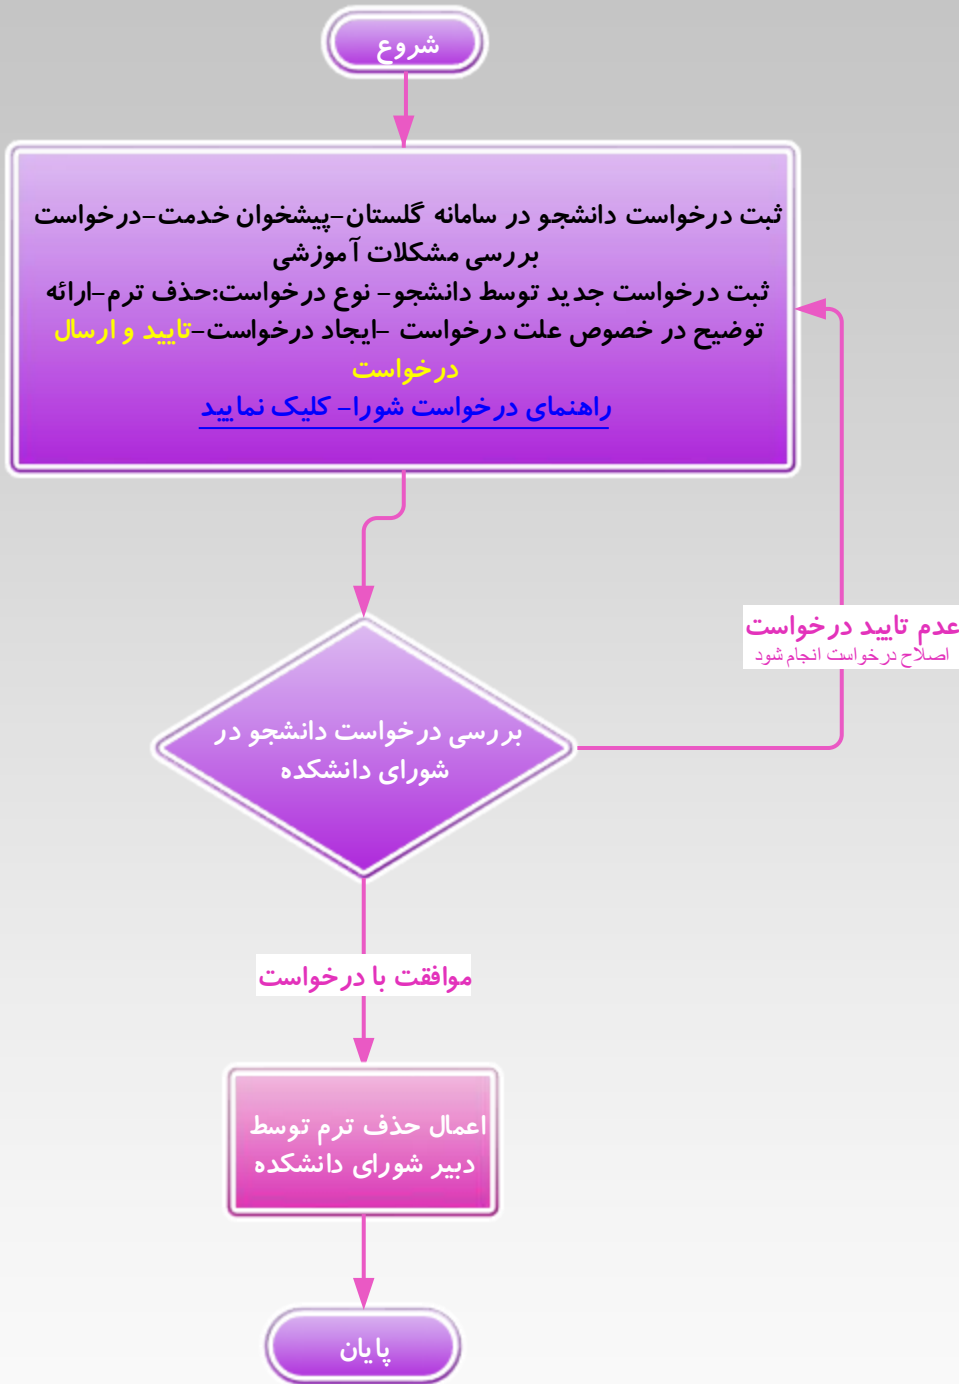 شروع
ثبت درخواست دانشجو در سامانه گلستان-پیشخوان خدمت-درخواست
بررسی مشکلات آموزشی
ثبت درخواست جدید توسط دانشجو- نوع درخواست:حذف ترم-ارائه
توضیح در خصوص علت درخواست -ایجاد درخواست-تایید و ارسال
درخواست
راهنمای درخواست شورا- کلیک نمایید
عدم تایید درخواست
اصلاح درخواست انجام شود
بررسی درخواست دانشجو در
شورای دانشکده
موافقت با درخواست
اعمال حذف ترم توسط
دبیر شورای دانشکده
پایان